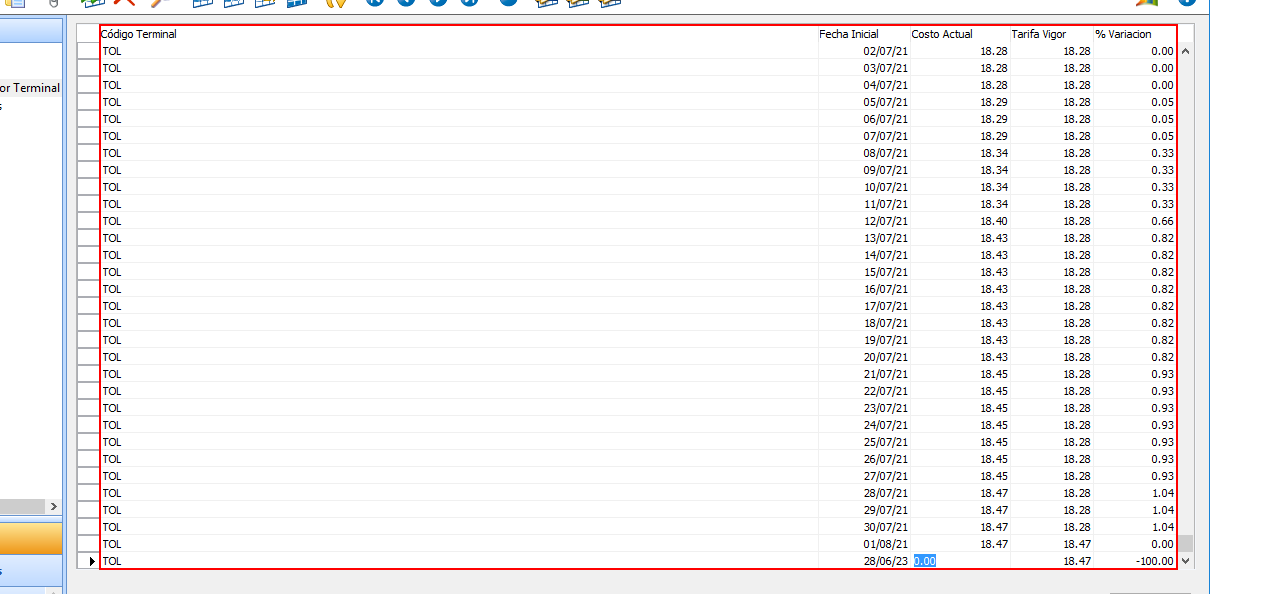 Código Terminal Fecha Inicial Costo Actual Tarifa Vigor % Variacion
TOL 02/07/21 18.28 18.28 0.00
TOL 03/07/21 18.28 18.28 0.00
or Terminal TOL 04/07/21 18.28 18.28 0.00
s TOL 05/07/21 18.29 18.28 0.05
TOL 06/07/21 18.29 18.28 0.05
TOL 07/07/21 18.29 18.28 0.05
TOL 08/07/21 18.34 18.28 0.33
TOL 09/07/21 18.34 18.28 0.33
TOL 10/07/21 18.34 18.28 0.33
TOL 11/07/21 18.34 18.28 0.33
TOL 12/07/21 18.40 18.28 0.66
TOL 13/07/21 18.43 18.28 0.82
TOL 14/07/21 18.43 18.28 0.82
TOL 15/07/21 18.43 18.28 0.82
TOL 16/07/21 18.43 18.28 0.82
TOL 17/07/21 18.43 18.28 0.82
TOL 18/07/21 18.43 18.28 0.82
TOL 19/07/21 18.43 18.28 0.82
TOL 20/07/21 18.43 18.28 0.82
TOL 21/07/21 18.45 18.28 0.93
TOL 22/07/21 18.45 18.28 0.93
TOL 23/07/21 18.45 18.28 0.93
TOL 24/07/21 18.45 18.28 0.93
TOL 25/07/21 18.45 18.28 0.93
TOL 26/07/21 18.45 18.28 0.93
TOL 27/07/21 18.45 18.28 0.93
TOL 28/07/21 18.47 18.28 1.04
TOL 29/07/21 18.47 18.28 1.04
TOL 30/07/21 18.47 18.28 1.04
TOL 01/08/21 18.47 18.47 0.00
TOL 28/06/23 0.00 18.47 -100.00
s